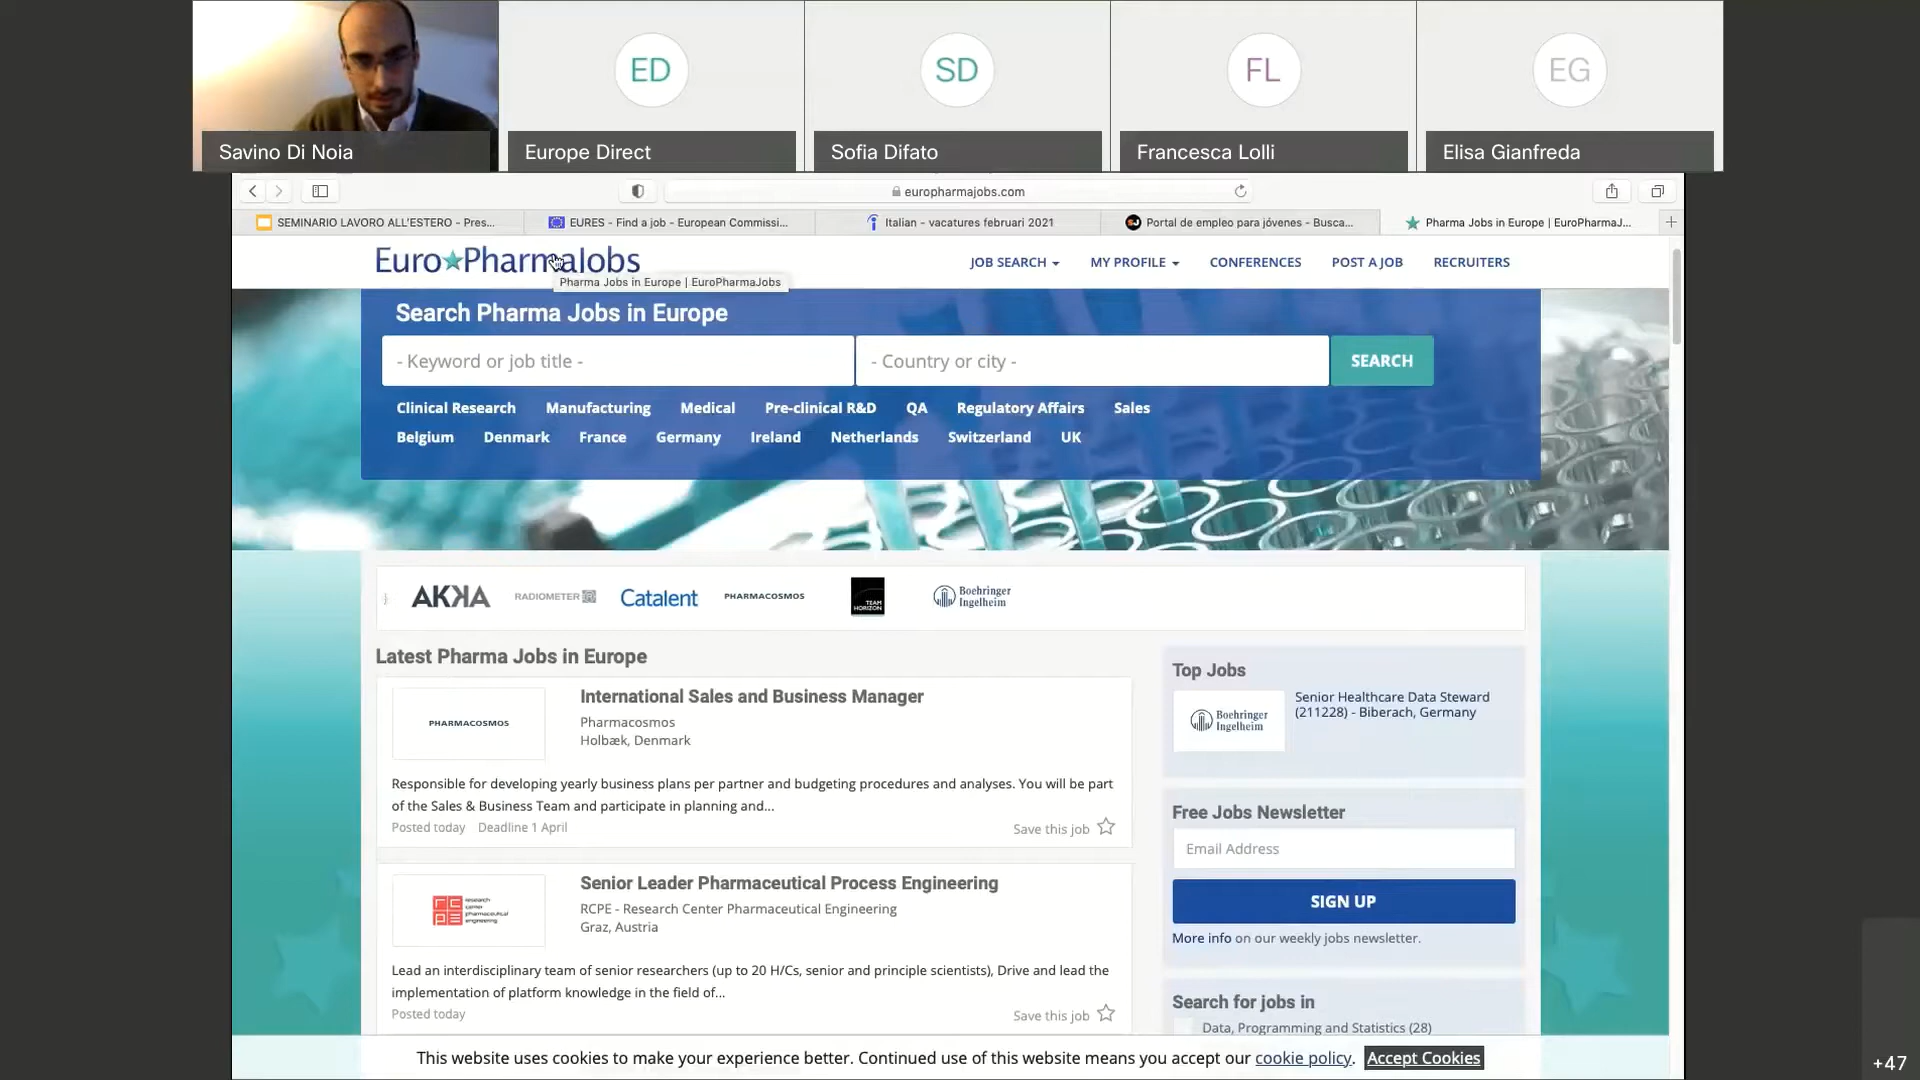 ED
SD
FL
EG
Savino Di Noia
Europe Direct
Sofia Difato
Francesca Lolli
Elisa Gianfreda
europharmajobs.com
SEMINARIO LAVORO ALL'ESTERO - Pres...
EURES - Find a job - European Commissi...
Italian - vacatures februari 2021
Portal de empleo para jóvenes - Busca...
Pharma Jobs in Europe | EuroPharmaJ...
EuroPharmaJobs
JOB SEARCH
MY PROFILE
CONFERENCES
POST A JOB
RECRUITERS
Pharma Jobs in Europe | EuroPharmaJobs
Search Pharma Jobs in Europe
- Keyword or job title -
- Country or city -
SEARCH
Clinical Research Manufacturing Medical Pre-clinical R&D QA Regulatory Affairs Sales
Belgium Denmark France Germany Ireland Netherlands Switzerland UK
AKKA
RADIOMETER
Catalent
PHARMACOSMOS
TEAM HORIZON
Boehringer
Ingelheim
Latest Pharma Jobs in Europe
PHARMACOSMOS
International Sales and Business Manager
Pharmacosmos
Holbæk, Denmark
Responsible for developing yearly business plans per partner and budgeting procedures and analyses. You will be part
of the Sales & Business Team and participate in planning and...
Posted today Deadline 1 April
Save this job
research
center
pharmaceutical
engineering
Senior Leader Pharmaceutical Process Engineering
RCPE - Research Center Pharmaceutical Engineering
Graz, Austria
Lead an interdisciplinary team of senior researchers (up to 20 H/Cs, senior and principle scientists), Drive and lead the
implementation of platform knowledge in the field of...
Posted today
Save this job
Top Jobs
Boehringer
Ingelheim
Senior Healthcare Data Steward
(211228) - Biberach, Germany
Free Jobs Newsletter
Email Address
SIGN UP
More info on our weekly jobs newsletter.
Search for jobs in
Data, Programming and Statistics (28)
This website uses cookies to make your experience better. Continued use of this website means you accept our cookie policy. Accept Cookies
+47